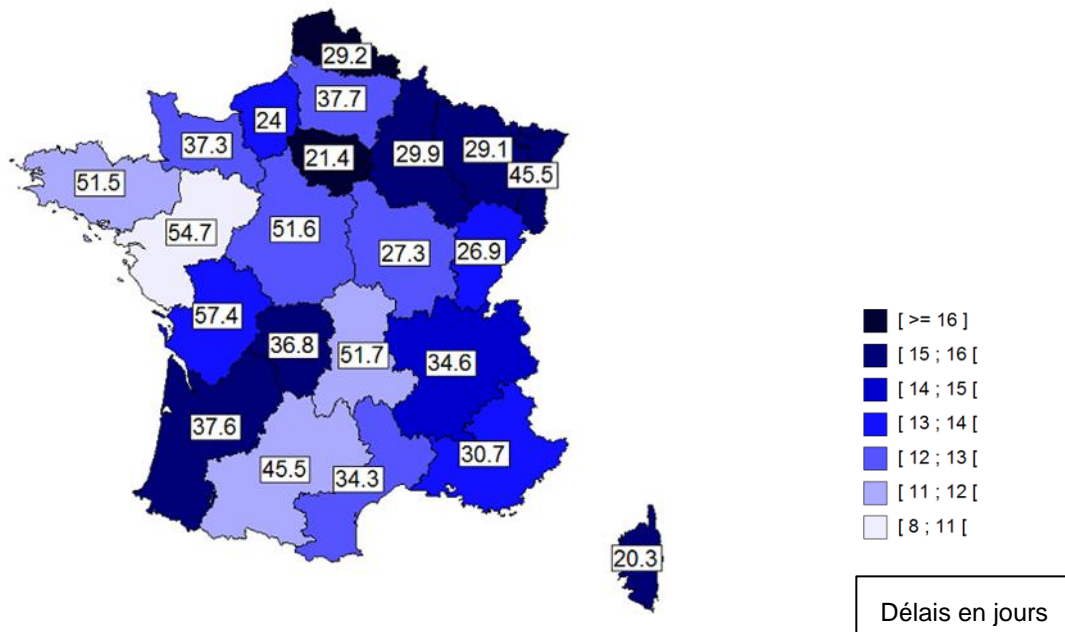 29.2
37.7
24
37.3
21.4
29.9
29.1
45.5
51.5
54.7
51.6
27.3
26.9
57.4
36.8
51.7
34.6
37.6
45.5
34.3
30.7
20.3
[ >= 16 ]
[ 15 ; 16 [
[ 14 ; 15 [
[ 13 ; 14 [
[ 12 ; 13 [
[ 11 ; 12 [
[ 8 ; 11 [
Délais en jours